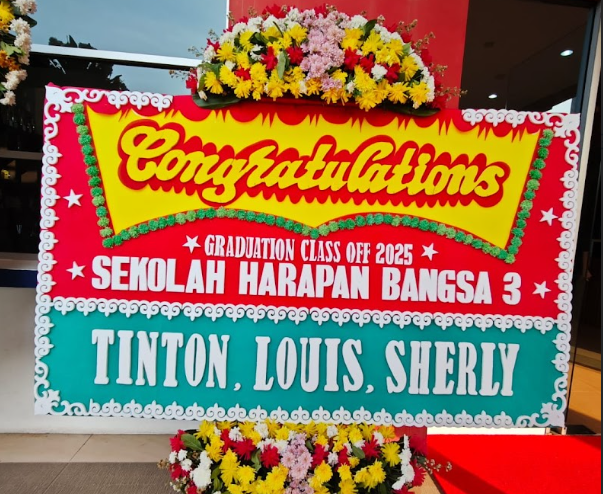 Congratulations
GRADUATION CLASS OFF 2025
SEKOLAH HARAPAN BANGSA 3
TINTON, LOUIS, SHERLY